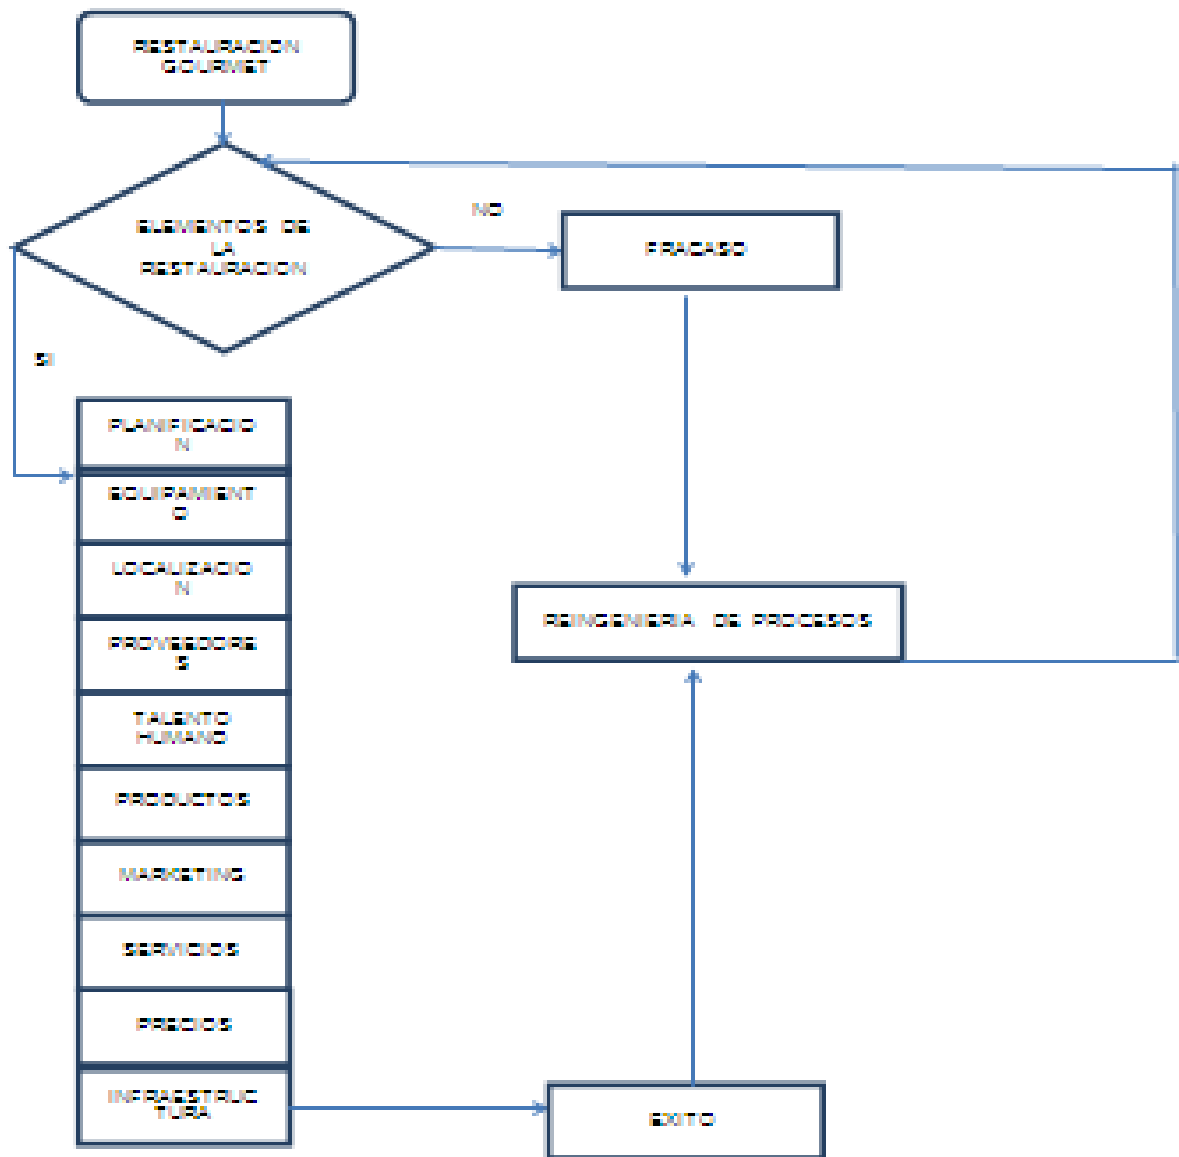 RESTAURACION
GOURMET
ELEMENTOS DE
LA
RESTAURACION
NO
FRACASO
SI
PLANIFICACIO
N
EQUIPAMIENT
O
LOCALIZACIO
N
PROVEEDORE
S
TALENTO
HUMANO
PRODUCTOS
MARKETING
SERVICIOS
PRECIOS
INFRAESTRUC
TURA
REINGENIERIA DE PROCESOS
EXITO